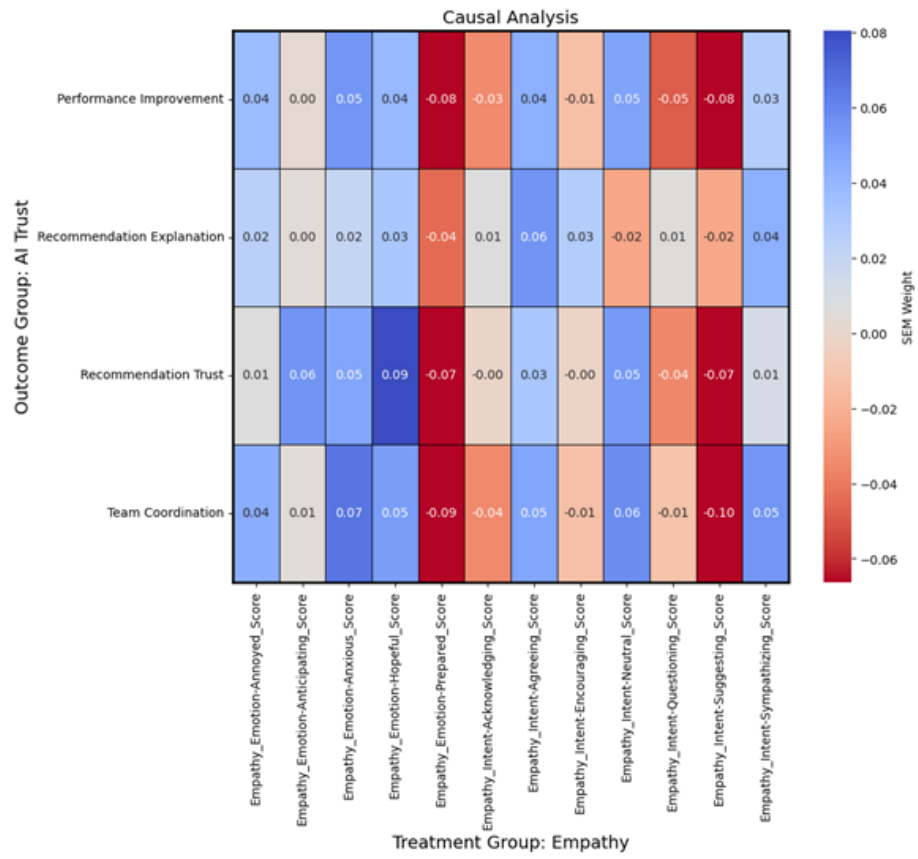 Causal Analysis
Outcome Group: AI Trust
Performance Improvement
0.04 0.00 0.05 0.04 -0.08 -0.03 0.04 -0.01 0.05 -0.05 -0.08 0.03
Recommendation Explanation
0.02 0.00 0.02 0.03 -0.04 0.01 0.06 0.03 -0.02 0.01 -0.02 0.04
Recommendation Trust
0.01 0.06 0.05 0.09 -0.07 -0.00 0.03 -0.00 0.05 -0.04 -0.07 0.01
Team Coordination
0.04 0.01 0.07 0.05 -0.09 -0.04 0.05 -0.01 0.06 -0.01 -0.10 0.05
Empathy_Emotion-Annoyed_Score
Empathy_Emotion-Anticipating_Score
Empathy_Emotion-Anxious_Score
Empathy_Emotion-Hopeful_Score
Empathy_Emotion-Prepared_Score
Empathy_Intent-Acknowledging_Score
Empathy_Intent-Agreeing_Score
Empathy_Intent-Encouraging_Score
Empathy_Intent-Neutral_Score
Empathy_Intent-Questioning_Score
Empathy_Intent-Suggesting_Score
Empathy_Intent-Sympathizing_Score
Treatment Group: Empathy
0.08
0.06
0.04
0.02
0.00
−0.02
−0.04
−0.06
SEM Weight